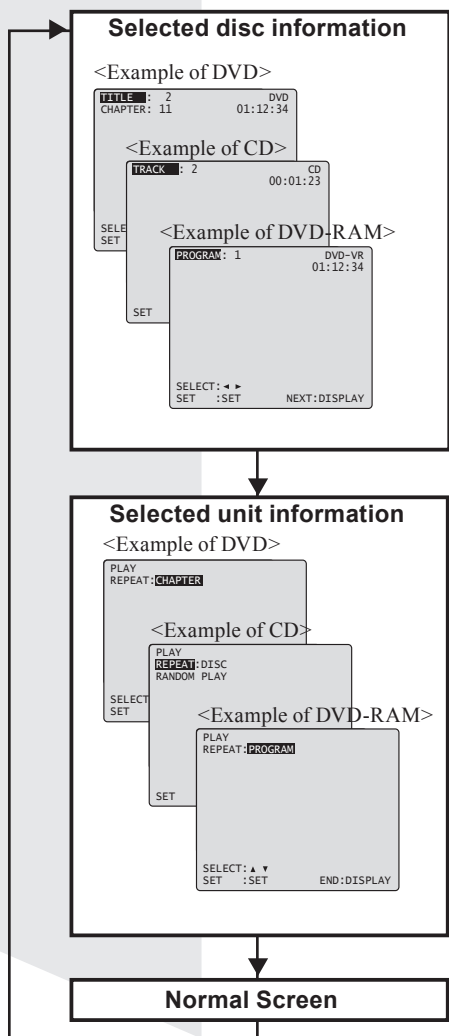 Selected disc information
<Example of DVD>
TITLE : 2 DVD
CHAPTER: 11 01:12:34
<Example of CD>
TRACK : 2 CD
00:01:23
SELE
SET
<Example of DVD-RAM>
PROGRAM: 1 DVD-VR
01:12:34
SET
SELECT:◄ ►
SET :SET NEXT:DISPLAY
Selected unit information
<Example of DVD>
PLAY
REPEAT:CHAPTER
<Example of CD>
PLAY
REPEAT:DISC
RANDOM PLAY
SELECT
SET
<Example of DVD-RAM>
PLAY
REPEAT:PROGRAM
SET
SELECT:▲ ▼
SET :SET END:DISPLAY
Normal Screen